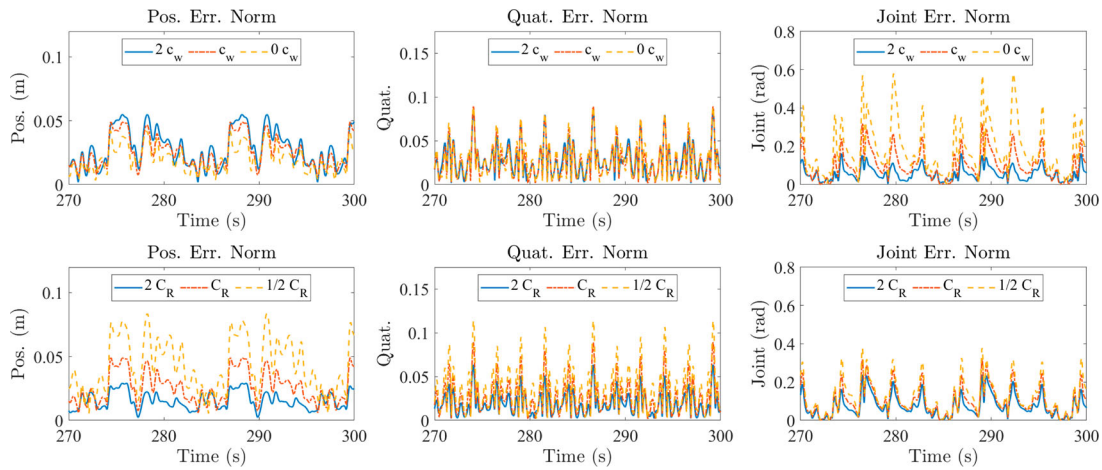 Pos. Err. Norm
2 c_w c_w 0 c_w
Pos. (m)
0.1
0.05
0
270 280 290 300
Time (s)
Quat. Err. Norm
2 c_w c_w 0 c_w
Quat.
0.15
0.1
0.05
0
270 280 290 300
Time (s)
Joint Err. Norm
2 c_w c_w 0 c_w
Joint (rad)
0.8
0.6
0.4
0.2
0
270 280 290 300
Time (s)
Pos. Err. Norm
2 C_R C_R 1/2 C_R
Pos. (m)
0.1
0.05
0
270 280 290 300
Time (s)
Quat. Err. Norm
2 C_R C_R 1/2 C_R
Quat.
0.15
0.1
0.05
0
270 280 290 300
Time (s)
Joint Err. Norm
2 C_R C_R 1/2 C_R
Joint (rad)
0.8
0.6
0.4
0.2
0
270 280 290 300
Time (s)